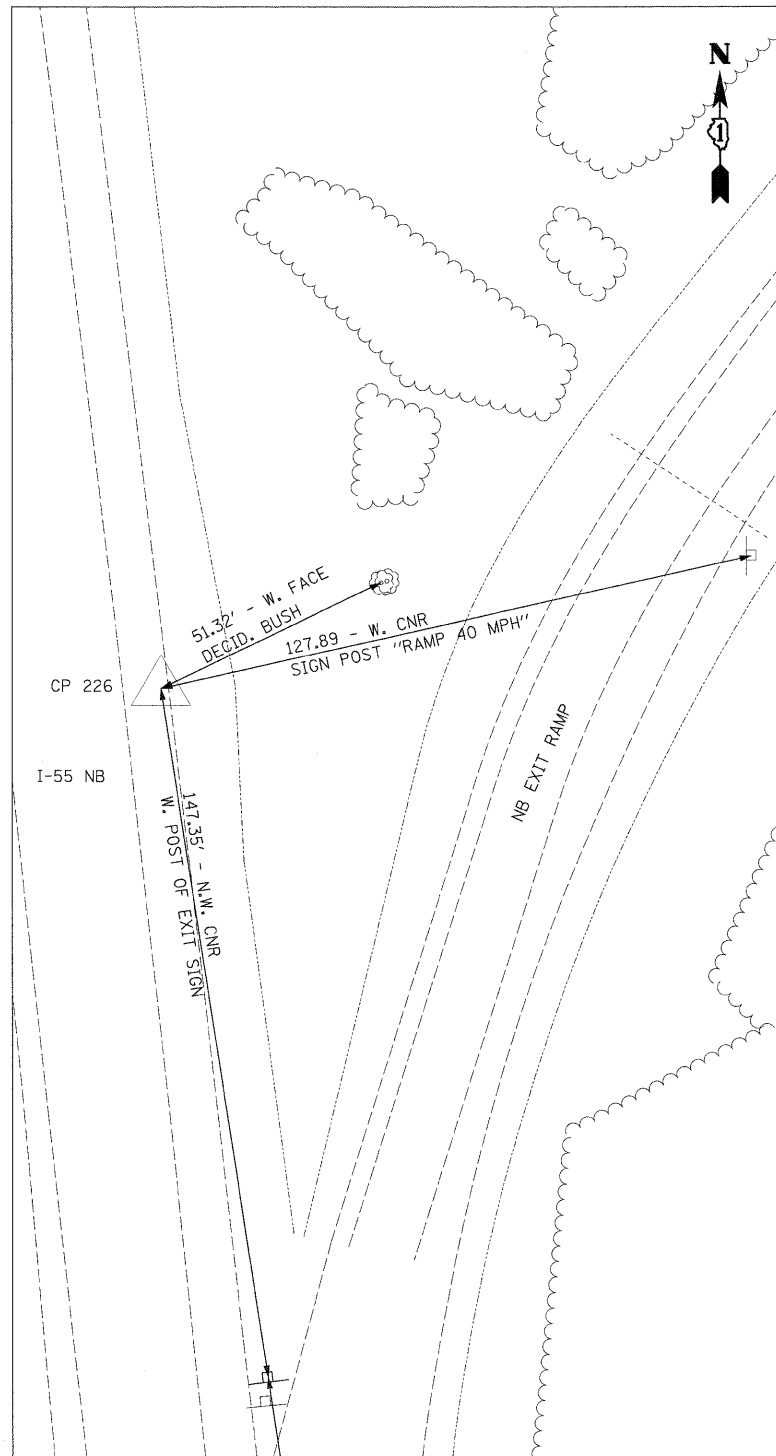 N
1
51.32' - W. FACE
DECID. BUSH
127.89 - W. CNR
SIGN POST "RAMP 40 MPH"
CP 226
I-55 NB
NB EXIT RAMP
147.35' - N.W. CNR
W. POST OF EXIT SIGN